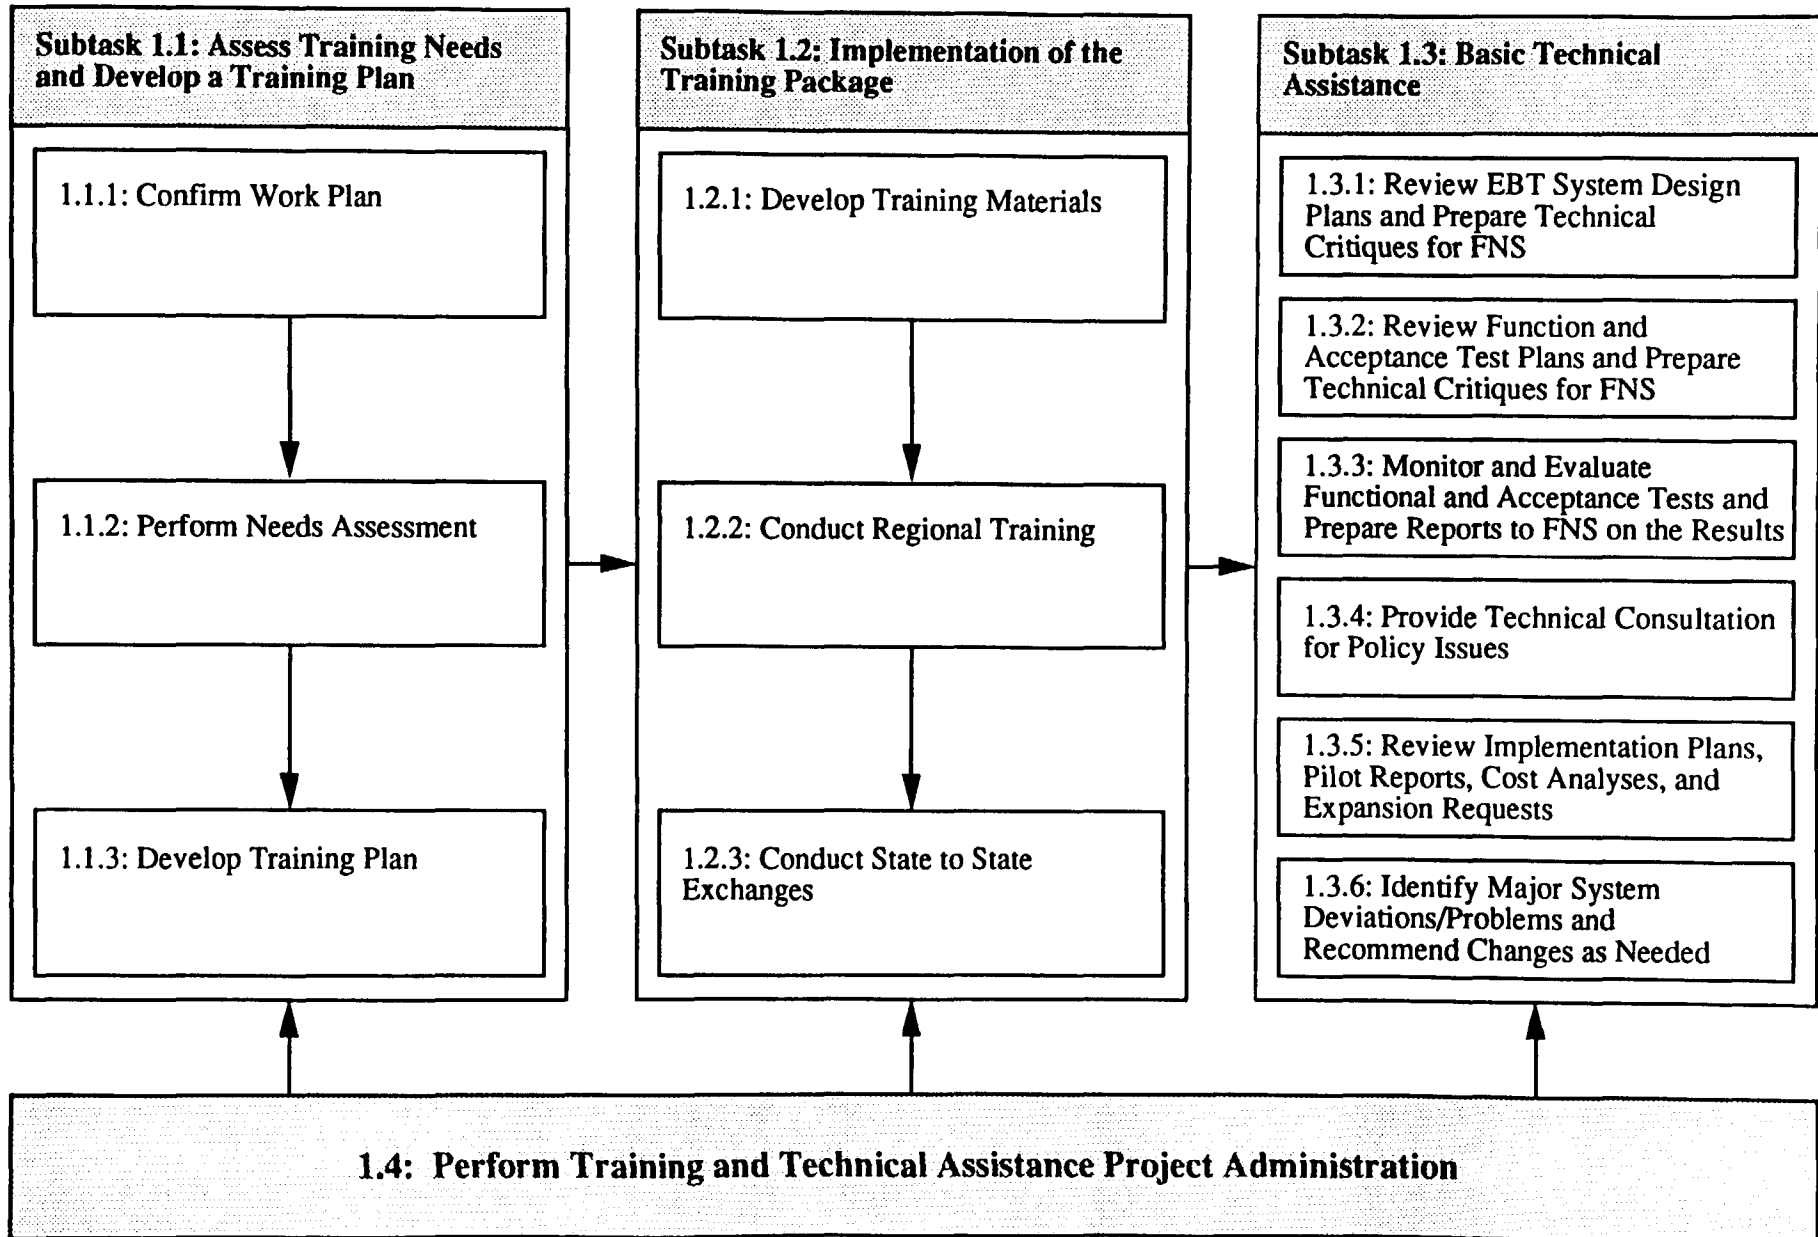 Subtask 1.1: Assess Training Needs
and Develop a Training Plan
1.1.1: Confirm Work Plan
1.1.2: Perform Needs Assessment
1.1.3: Develop Training Plan
Subtask 1.2: Implementation of the
Training Package
1.2.1: Develop Training Materials
1.2.2: Conduct Regional Training
1.2.3: Conduct State to State
Exchanges
Subtask 1.3: Basic Technical
Assistance
1.3.1: Review EBT System Design
Plans and Prepare Technical
Critiques for FNS
1.3.2: Review Function and
Acceptance Test Plans and Prepare
Technical Critiques for FNS
1.3.3: Monitor and Evaluate
Functional and Acceptance Tests and
Prepare Reports to FNS on the Results
1.3.4: Provide Technical Consultation
for Policy Issues
1.3.5: Review Implementation Plans,
Pilot Reports, Cost Analyses, and
Expansion Requests
1.3.6: Identify Major System
Deviations/Problems and
Recommend Changes as Needed
1.4: Perform Training and Technical Assistance Project Administration